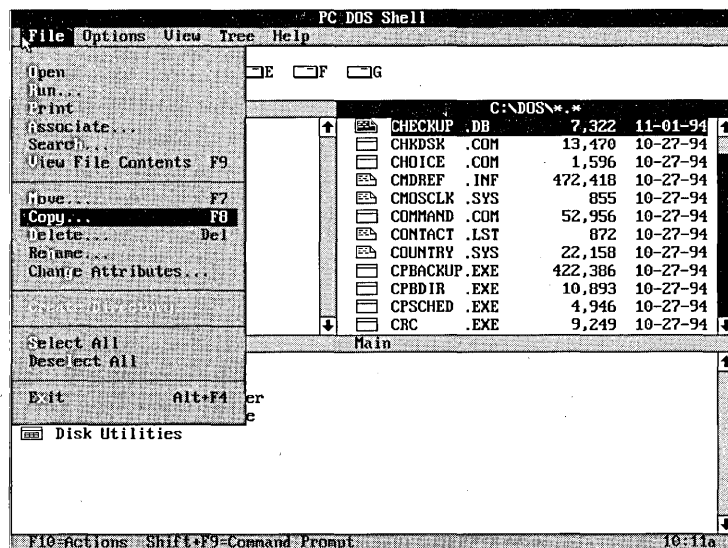 PC DOS Shell
File Options View Tree Help
E F G
Open
Run...
Print
Associate...
Search...
View File Contents F9
Move... F7
Copy... F8
Delete... Del
Rename...
Change Attributes...
Create Directory...
Select All
Deselect All
Exit Alt+F4
C:\DOS\*.*
CHECKUP .DB 7,322 11-01-94
CHKDSK .COM 13,470 10-27-94
CHOICE .COM 1,596 10-27-94
CMDREF .INF 472,418 10-27-94
CMOSCLK .SYS 855 10-27-94
COMMAND .COM 52,956 10-27-94
CONTACT .LST 872 10-27-94
COUNTRY .SYS 22,158 10-27-94
CPBACKUP.EXE 422,386 10-27-94
CPBDIR .EXE 10,893 10-27-94
CPSCHED .EXE 4,946 10-27-94
CRC .EXE 9,249 10-27-94
Main
er
e
Disk Utilities
F10=Actions Shift+F9=Command Prompt 10:11a